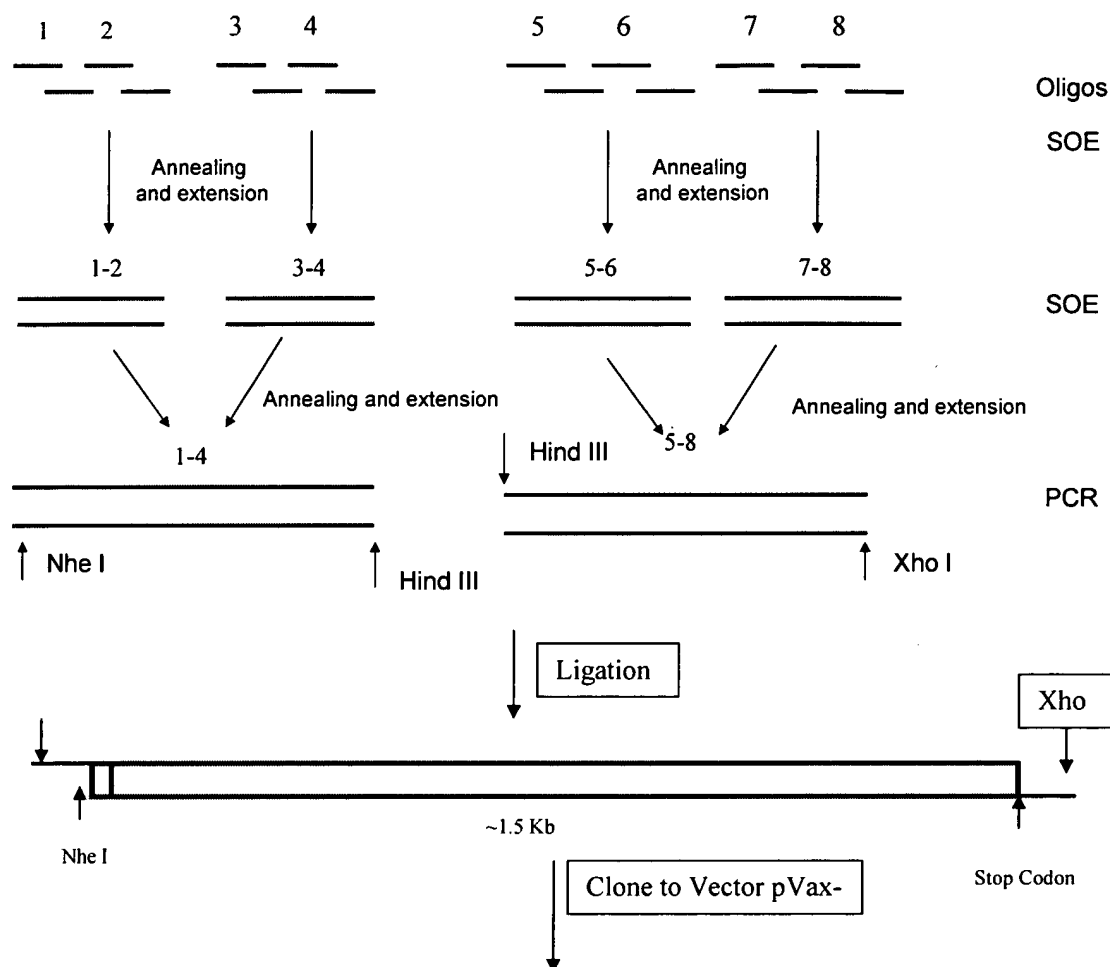 1 2 3 4 5 6 7 8
Oligos
SOE
Annealing
and extension
Annealing
and extension
1-2 3-4 5-6 7-8
SOE
Annealing and extension
Annealing and extension
1-4
Hind III
5-8
PCR
Nhe I
Hind III
Xho I
Ligation
Xho
~1.5 Kb
Nhe I
Stop Codon
Clone to Vector pVax-